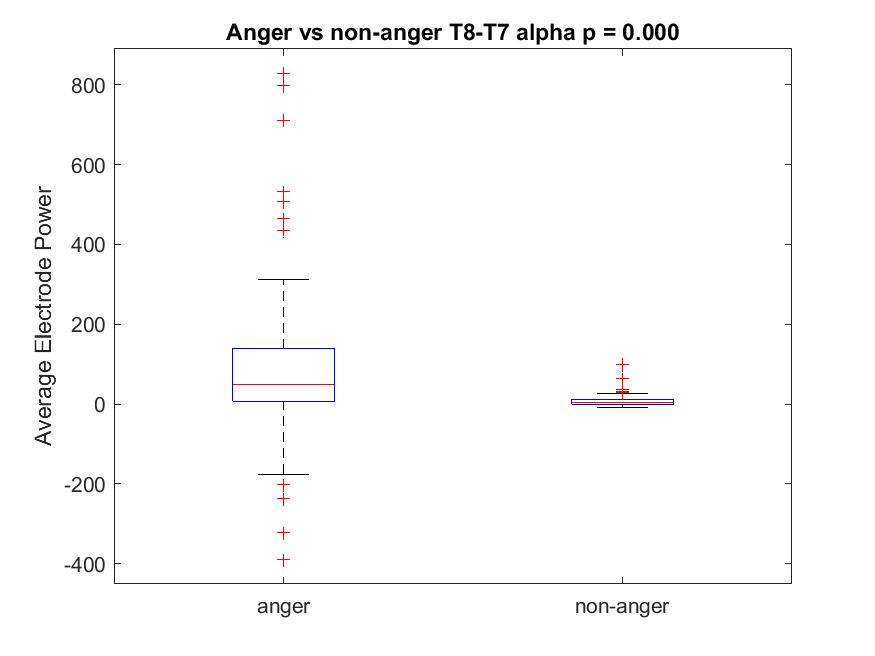 Anger vs non-anger T8-T7 alpha p = 0.000
Average Electrode Power
800
600
400
200
0
-200
-400
anger
non-anger